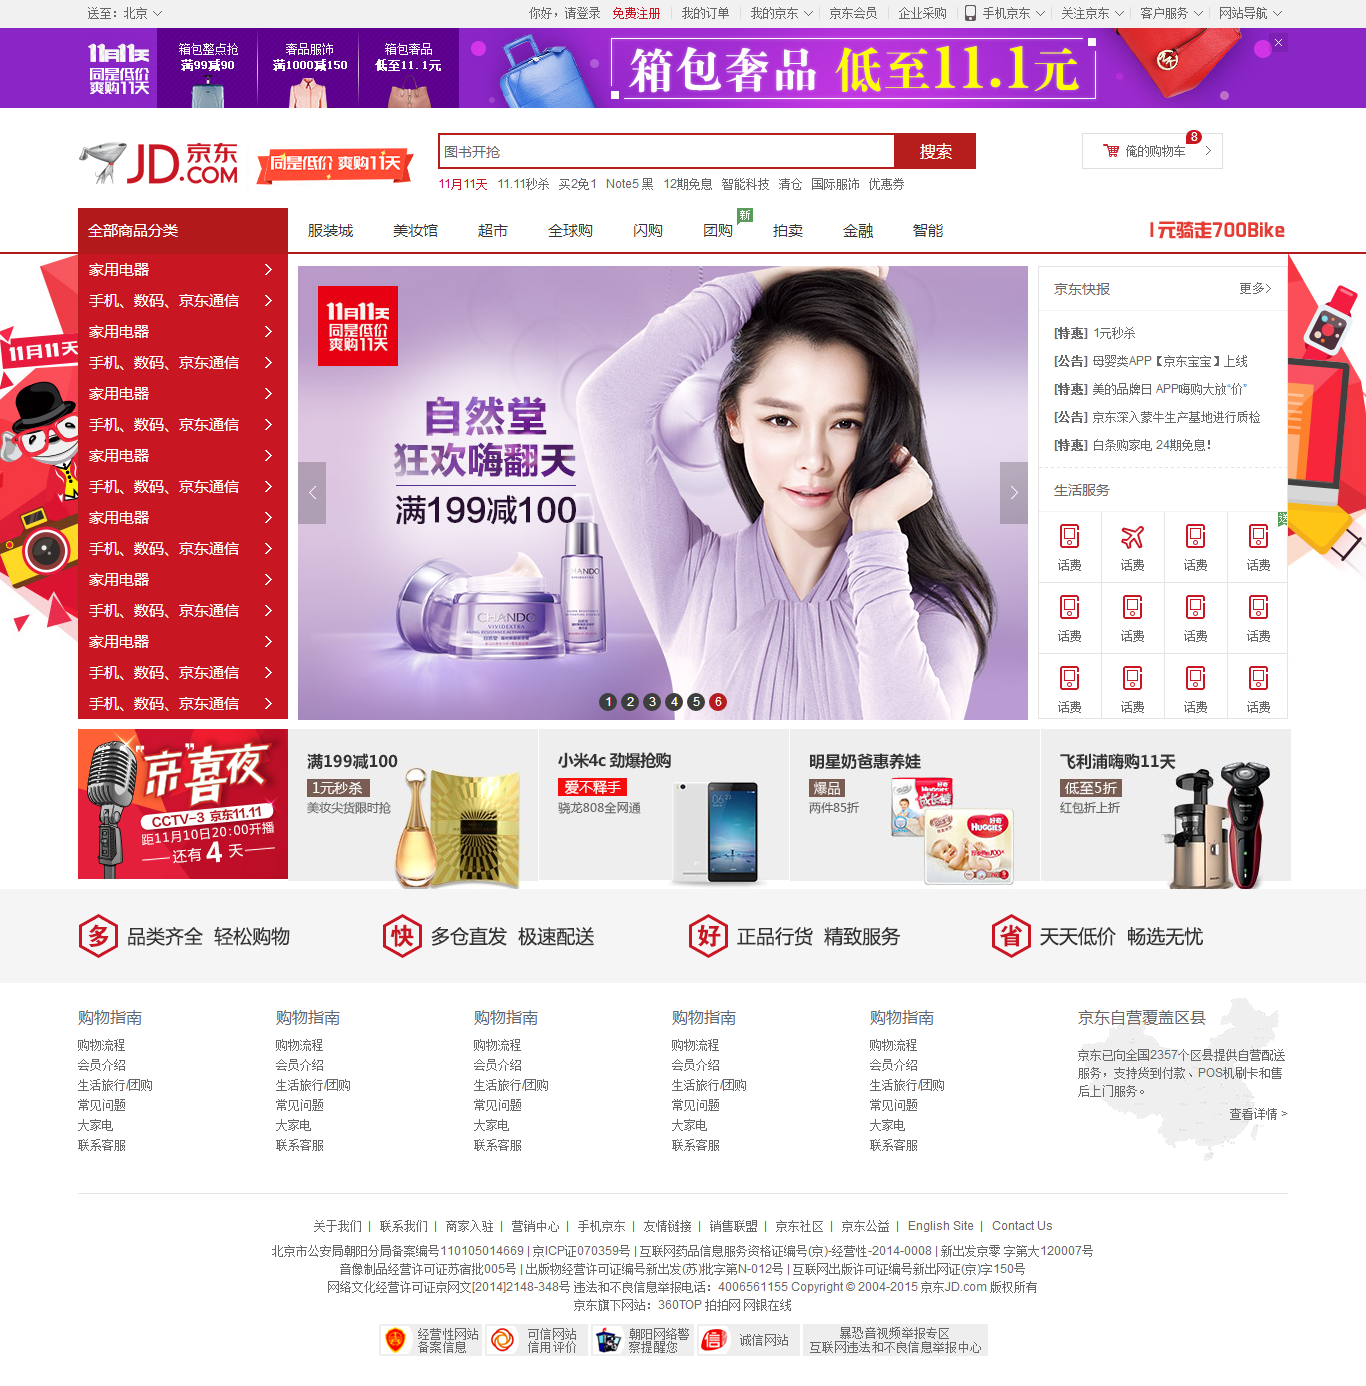 送至：北京
你好，请登录 免费注册 我的订单 我的京东 京东会员 企业采购 手机京东 关注京东 客户服务 网站导航
11月11天
同是低价
爽购11天
箱包整点抢
满99减90
奢品服饰
满1000减150
箱包奢品
低至11.1元
箱包奢品 低至11.1元
JD京东
.COM
同是低价 爽购11天
图书开抢
搜索
8
俺的购物车
11月11天 11.11秒杀 买2免1 Note5 黑 12期免息 智能科技 清仓 国际服饰 优惠券
全部商品分类
服装城 美妆馆 超市 全球购 闪购 团购 新 拍卖 金融 智能
1元骑走700Bike
11月11天
家用电器
手机、数码、京东通信
家用电器
手机、数码、京东通信
家用电器
手机、数码、京东通信
家用电器
手机、数码、京东通信
家用电器
手机、数码、京东通信
家用电器
手机、数码、京东通信
家用电器
手机、数码、京东通信
手机、数码、京东通信
11月11天
同是低价
爽购11天
自然堂
狂欢嗨翻天
满199减100
CHANDO
CHANDO
VIVIDEXTRA
1 2 3 4 5 6
京东快报 更多
[特惠] 1元秒杀
[公告] 母婴类APP【京东宝宝】上线
[特惠] 美的品牌日 APP嗨购大放“价”
[公告] 京东深入蒙牛生产基地进行质检
[特惠] 白条购家电 24期免息！
生活服务
话费 话费 话费 话费
话费 话费 话费 话费
话费 话费 话费 话费
“京”喜夜
CCTV-3 京东11.11
距11月10日20:00开播
还有4天
满199减100
1元秒杀
美妆尖货限时抢
小米4c 劲爆抢购
爱不释手
骁龙808全网通
明星奶爸惠养娃
爆品
两件85折
HUGGIES
飞利浦嗨购11天
低至5折
红包折上折
多 品类齐全 轻松购物
快 多仓直发 极速配送
好 正品行货 精致服务
省 天天低价 畅选无忧
购物指南
购物流程
会员介绍
生活旅行/团购
常见问题
大家电
联系客服
购物指南
购物流程
会员介绍
生活旅行/团购
常见问题
大家电
联系客服
购物指南
购物流程
会员介绍
生活旅行/团购
常见问题
大家电
联系客服
购物指南
购物流程
会员介绍
生活旅行/团购
常见问题
大家电
联系客服
购物指南
购物流程
会员介绍
生活旅行/团购
常见问题
大家电
联系客服
京东自营覆盖区县
京东已向全国2357个区县提供自营配送
服务，支持货到付款、POS机刷卡和售
后上门服务。
查看详情 >
关于我们 | 联系我们 | 商家入驻 | 营销中心 | 手机京东 | 友情链接 | 销售联盟 | 京东社区 | 京东公益 | English Site | Contact Us
北京市公安局朝阳分局备案编号110105014669 | 京ICP证070359号 | 互联网药品信息服务资格证编号(京)-经营性-2014-0008 | 新出发京零 字第大120007号
音像制品经营许可证苏宿批005号 | 出版物经营许可证编号新出发(苏)批字第N-012号 | 互联网出版许可证编号新出网证(京)字150号
网络文化经营许可证京网文[2014]2148-348号 违法和不良信息举报电话：4006561155 Copyright © 2004-2015 京东JD.com 版权所有
京东旗下网站：360TOP 拍拍网 网银在线
经营性网站
备案信息
可信网站
信用评价
朝阳网络警
察提醒您
诚信网站
暴恐音视频举报专区
互联网违法和不良信息举报中心